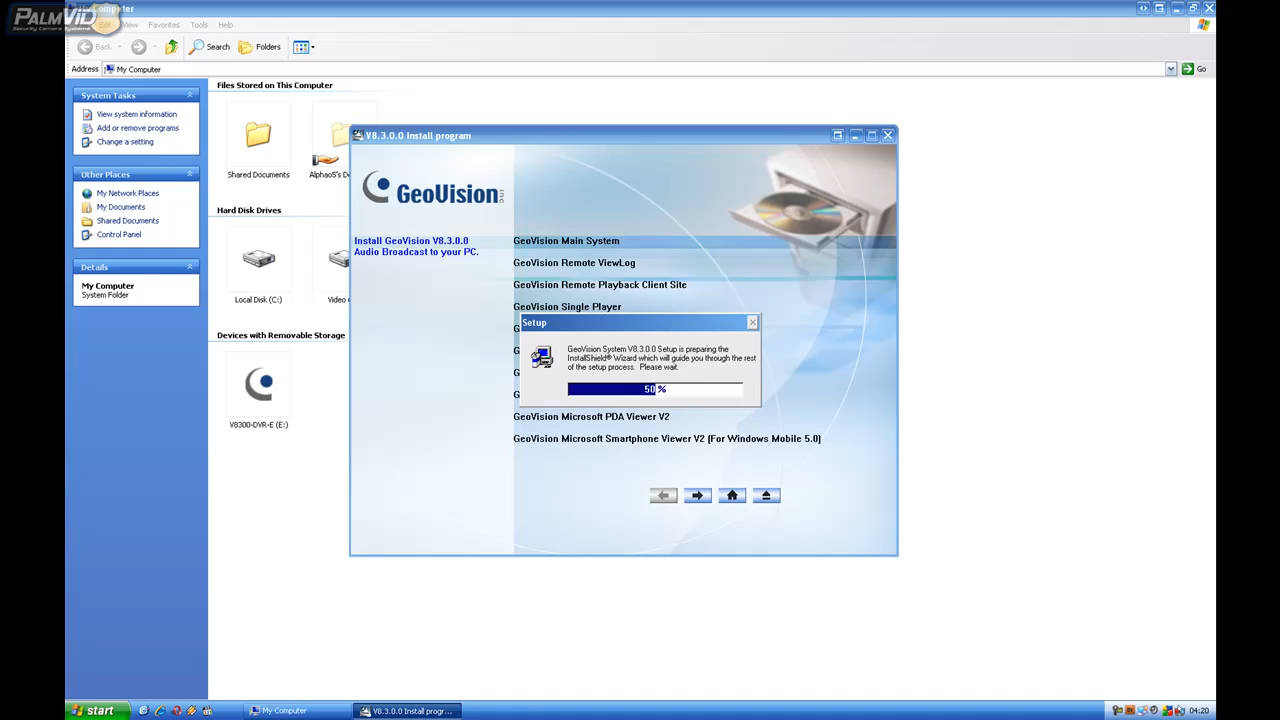 PALMVID
Security Camera Systems
My Computer
Edit View Favorites Tools Help
Back Search Folders
Address My Computer Go
System Tasks
View system information
Add or remove programs
Change a setting
Other Places
My Network Places
My Documents
Shared Documents
Control Panel
Details
My Computer
System Folder
Files Stored on This Computer
Shared Documents
Hard Disk Drives
Local Disk (C:)
Video
Devices with Removable Storage
V8300-DVR-E (E:)
V8.3.0.0 Install program
GeoVision INC
Install GeoVision V8.3.0.0
Audio Broadcast to your PC.
GeoVision Main System
GeoVision Remote ViewLog
GeoVision Remote Playback Client Site
GeoVision Single Player
Setup
GeoVision System V8.3.0.0 Setup is preparing the
InstallShield® Wizard which will guide you through the rest
of the setup process. Please wait.
50 %
GeoVision Microsoft PDA Viewer V2
GeoVision Microsoft Smartphone Viewer V2 (For Windows Mobile 5.0)
start
My Computer
V8.3.0.0 Install progr...
04:20